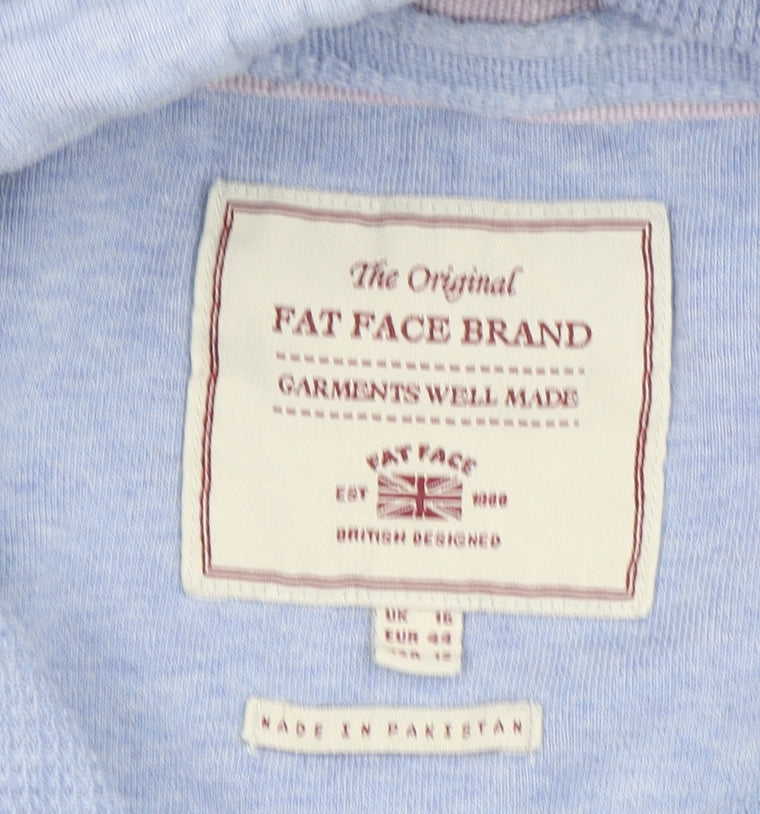 The Original
FAT FACE BRAND
GARMENTS WELL MADE
FAT FACE
EST 1988
BRITISH DESIGNED
UK 16
EUR 44
MADE IN PAKISTAN